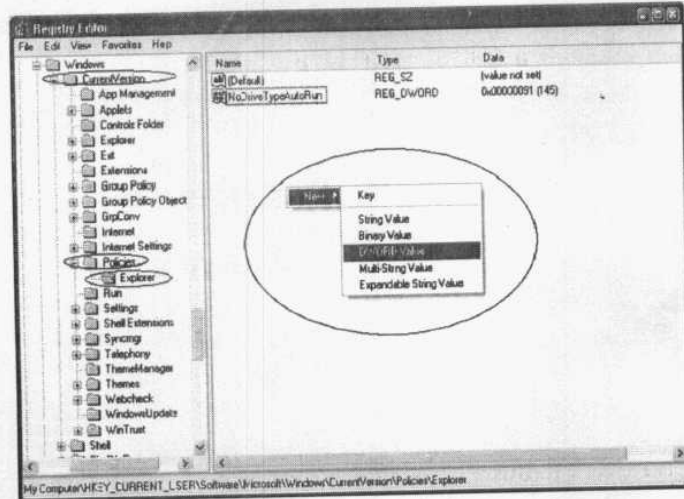 Registry Editor
File Edit View Favorites Help
Windows
CurrentVersion
App Management
Applets
Controls Folder
Explorer
Ext
Extensions
Group Policy
Group Policy Object
GrpConv
Internet
Internet Settings
Policies
Explorer
Run
Settings
Shell Extensions
Syncmgr
Telephony
ThemeManager
Themes
Webcheck
WindowsUpdate
WinTrust
Shell
Name Type Data
ab (Default) REG_SZ (value not set)
NoDriveTypeAutoRun REG_DWORD 0x00000091 (145)
New
Key
String Value
Binary Value
DWORD Value
Multi-String Value
Expandable String Value
My Computer\HKEY_CURRENT_USER\Software\Microsoft\Windows\CurrentVersion\Policies\Explorer